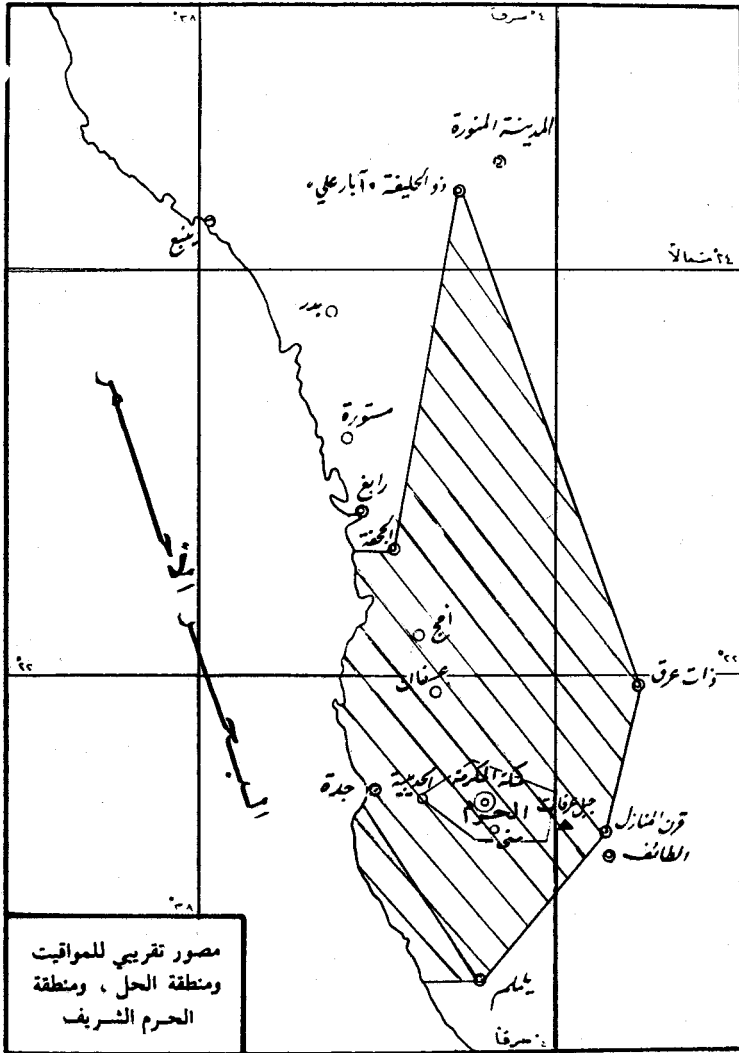 °٣٨
°٤٠ شرقاً
المدينة المنورة
ذو الحليفة "آبار علي"
ينبع
°٢٤ شمالاً
بدر
مستورة
رابغ
الجحفة
البحر
الأحمر
أمج
°٢٢
°٢٢
عسفان
ذات عرق
مكة المكرمة
الحديبية
جدة
الحرم
جبل عرفات
منى
قرن المنازل
الطائف
°٣٨
يلملم
مصور تقريبي للمواقيت
ومنطقة الحل ، ومنطقة
الحرم الشريف
°٤٠ شرقاً